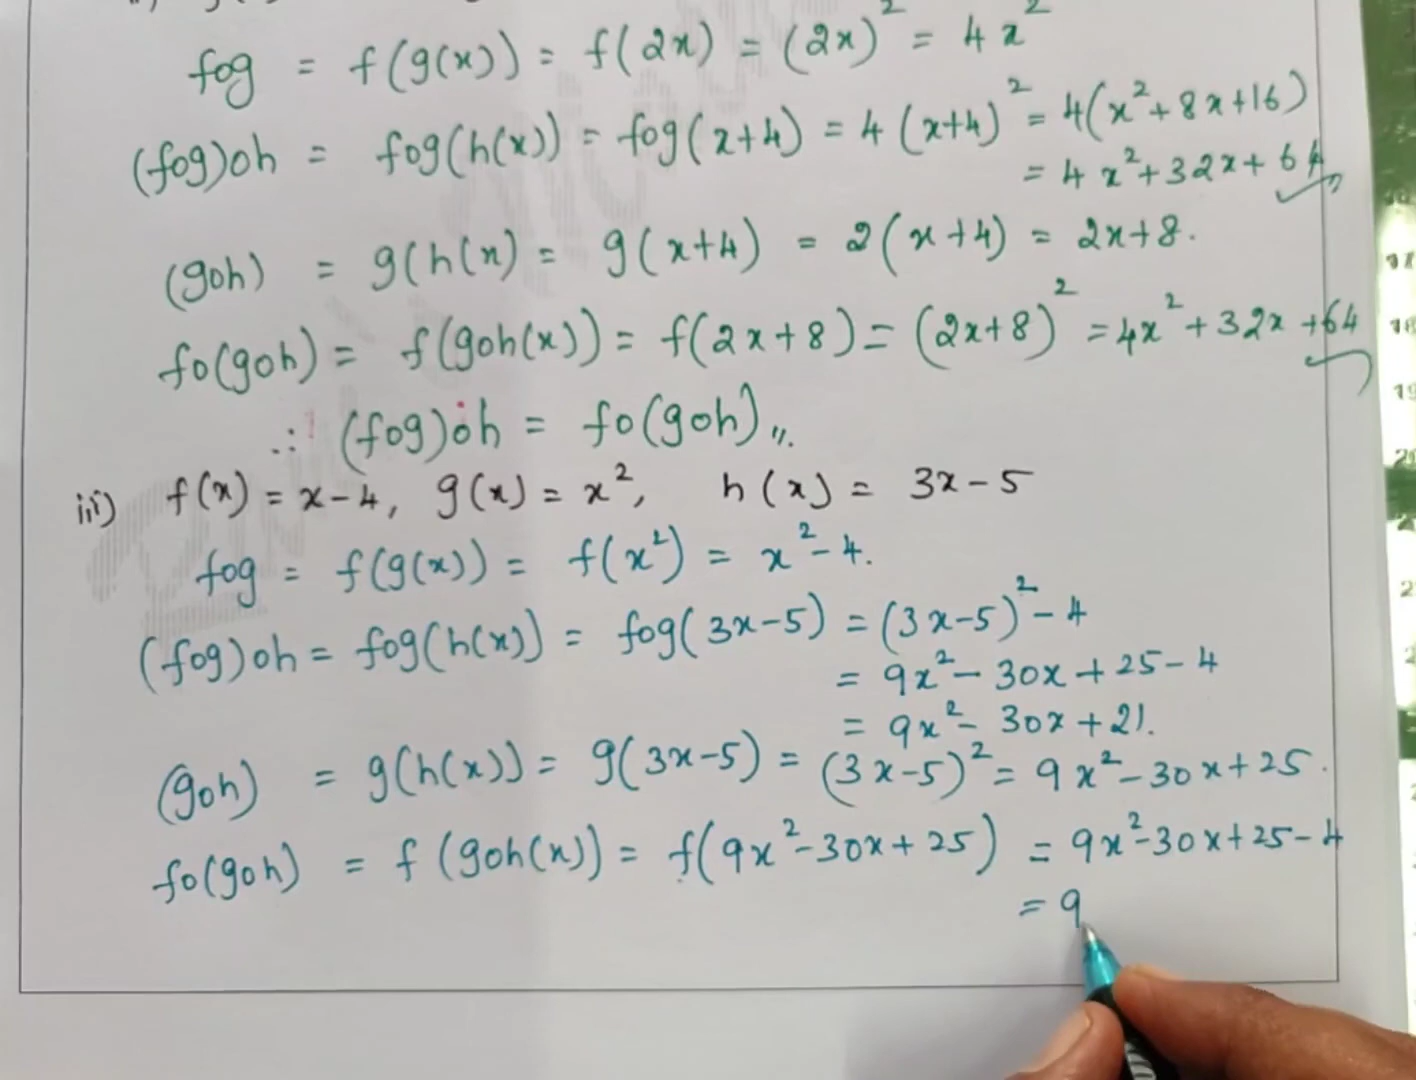 fog = f(g(x)) = f(2x) = (2x)² = 4x²
(fog)oh = fog(h(x)) = fog(x+4) = 4(x+4)² = 4(x²+8x+16)
= 4x²+32x+64
(goh) = g(h(x) = g(x+4) = 2(x+4) = 2x+8.
fo(goh) = f(goh(x)) = f(2x+8) = (2x+8)² = 4x²+32x+64
∴ (fog)oh = fo(goh)
iii) f(x) = x-4, g(x) = x², h(x) = 3x-5
fog = f(g(x)) = f(x²) = x²-4.
(fog)oh = fog(h(x)) = fog(3x-5) = (3x-5)²-4
= 9x²-30x+25-4
= 9x²-30x+21.
(goh) = g(h(x)) = g(3x-5) = (3x-5)² = 9x²-30x+25.
fo(goh) = f(goh(x)) = f(9x²-30x+25) = 9x²-30x+25-4
= 9